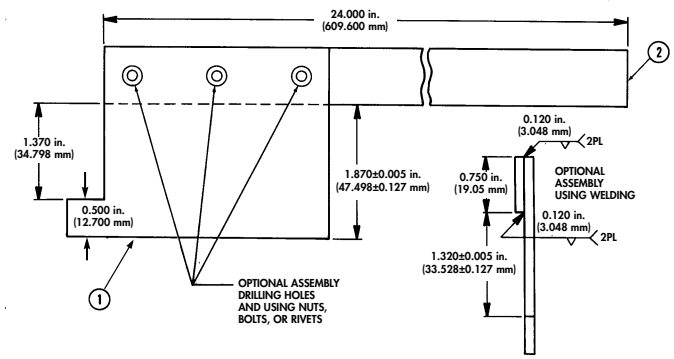 24.000 in.
(609.600 mm)
2
1.370 in.
(34.798 mm)
0.500 in.
(12.700 mm)
1.870±0.005 in.
(47.498±0.127 mm)
1
OPTIONAL ASSEMBLY
DRILLING HOLES
AND USING NUTS,
BOLTS, OR RIVETS
0.120 in.
(3.048 mm)
2PL
0.750 in.
(19.05 mm)
OPTIONAL
ASSEMBLY
USING WELDING
0.120 in.
(3.048 mm)
2PL
1.320±0.005 in.
(33.528±0.127 mm)